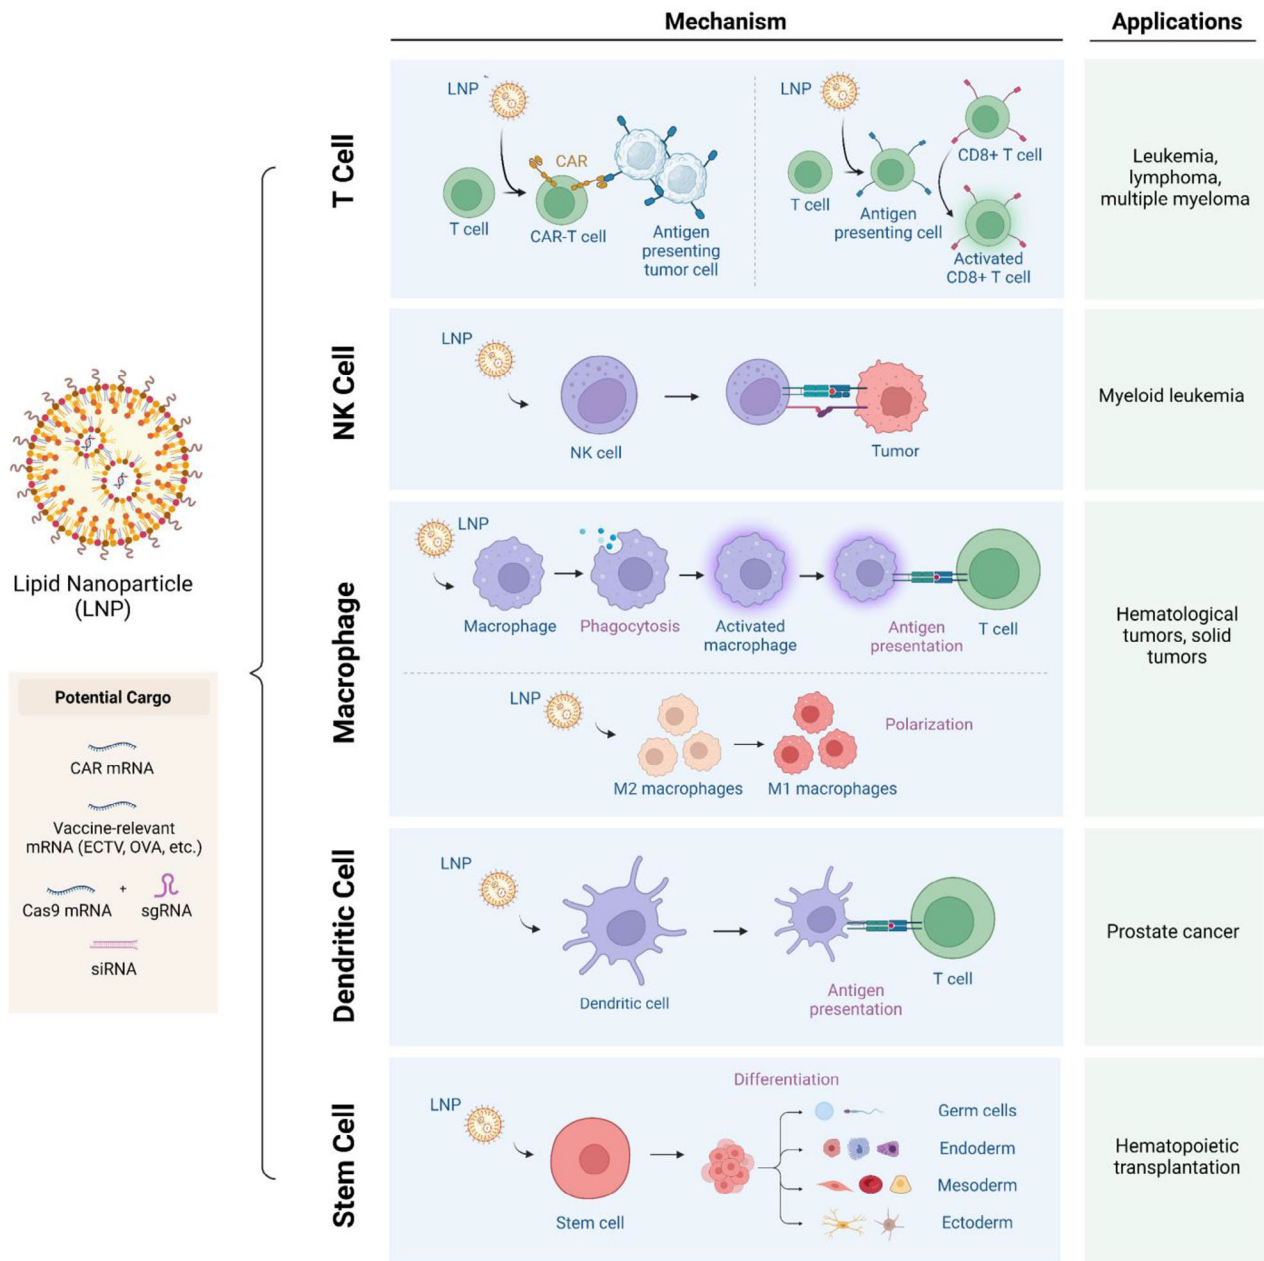 Mechanism
Applications
T Cell
LNP
T cell
CAR
CAR-T cell
Antigen
presenting
tumor cell
LNP
T cell
Antigen
presenting cell
CD8+ T cell
Activated
CD8+ T cell
Leukemia,
lymphoma,
multiple myeloma
NK Cell
LNP
NK cell
Tumor
Myeloid leukemia
Lipid Nanoparticle
(LNP)
Potential Cargo
CAR mRNA
Vaccine-relevant
mRNA (ECTV, OVA, etc.)
Cas9 mRNA + sgRNA
siRNA
Macrophage
LNP
Macrophage
Phagocytosis
Activated
macrophage
Antigen
presentation
T cell
LNP
M2 macrophages
M1 macrophages
Polarization
Hematological
tumors, solid
tumors
Dendritic Cell
LNP
Dendritic cell
Antigen
presentation
T cell
Prostate cancer
Stem Cell
LNP
Stem cell
Differentiation
Germ cells
Endoderm
Mesoderm
Ectoderm
Hematopoietic
transplantation